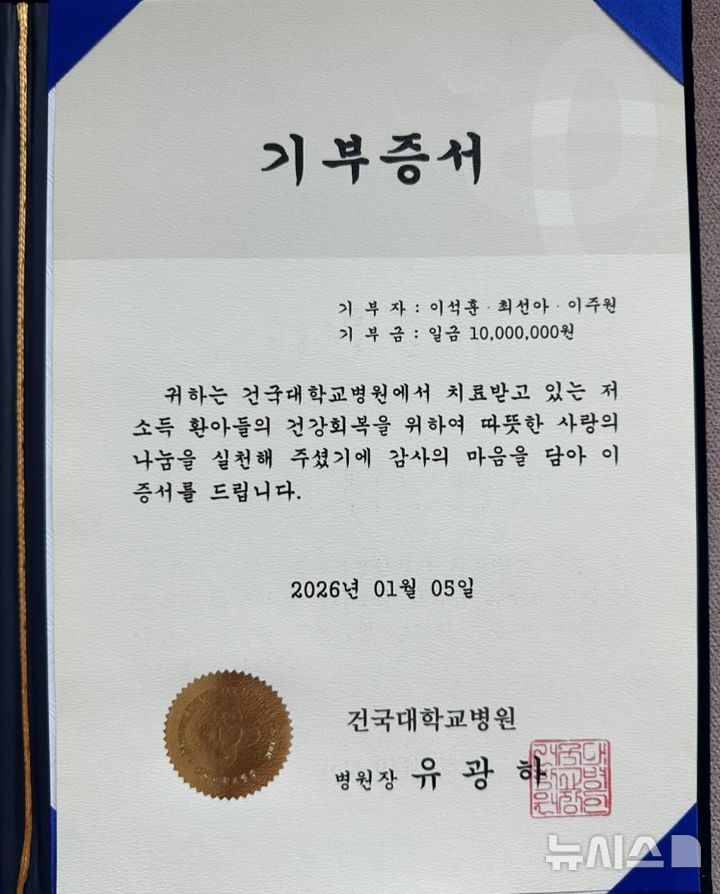 기부증서
기 부 자 : 이석훈 · 최선아 · 이주원
기 부 금 : 일금 10,000,000원
귀하는 건국대학교병원에서 치료받고 있는 저
소득 환아들의 건강회복을 위하여 따뜻한 사랑의
나눔을 실천해 주셨기에 감사의 마음을 담아 이
증서를 드립니다.
2026년 01월 05일
건국대학교병원
병원장 유 광 하
뉴시스